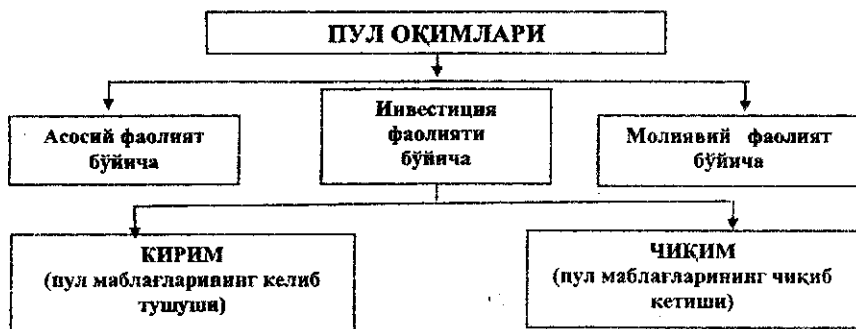 ПУЛ ОҚИМЛАРИ
Асосий фаолият
бўйича
Инвестиция
фаолияти
бўйича
Молиявий фаолият
бўйича
КИРИМ
(пул маблағларининг келиб
тушуши)
ЧИҚИМ
(пул маблағларининг чиқиб
кетиши)